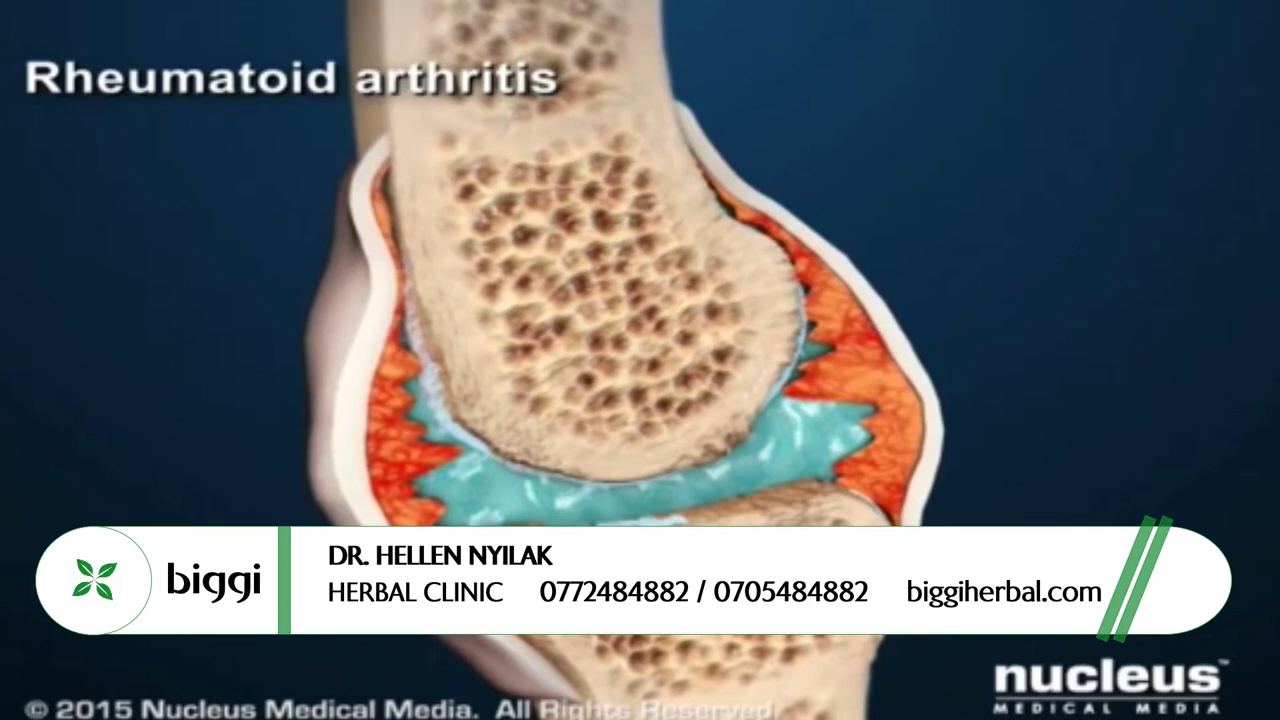 Rheumatoid arthritis
biggi
DR. HELLEN NYILAK
HERBAL CLINIC 0772484882 / 0705484882 biggiherbal.com
nucleus™
MEDICAL MEDIA
© 2015 Nucleus Medical Media. All Rights Reserved